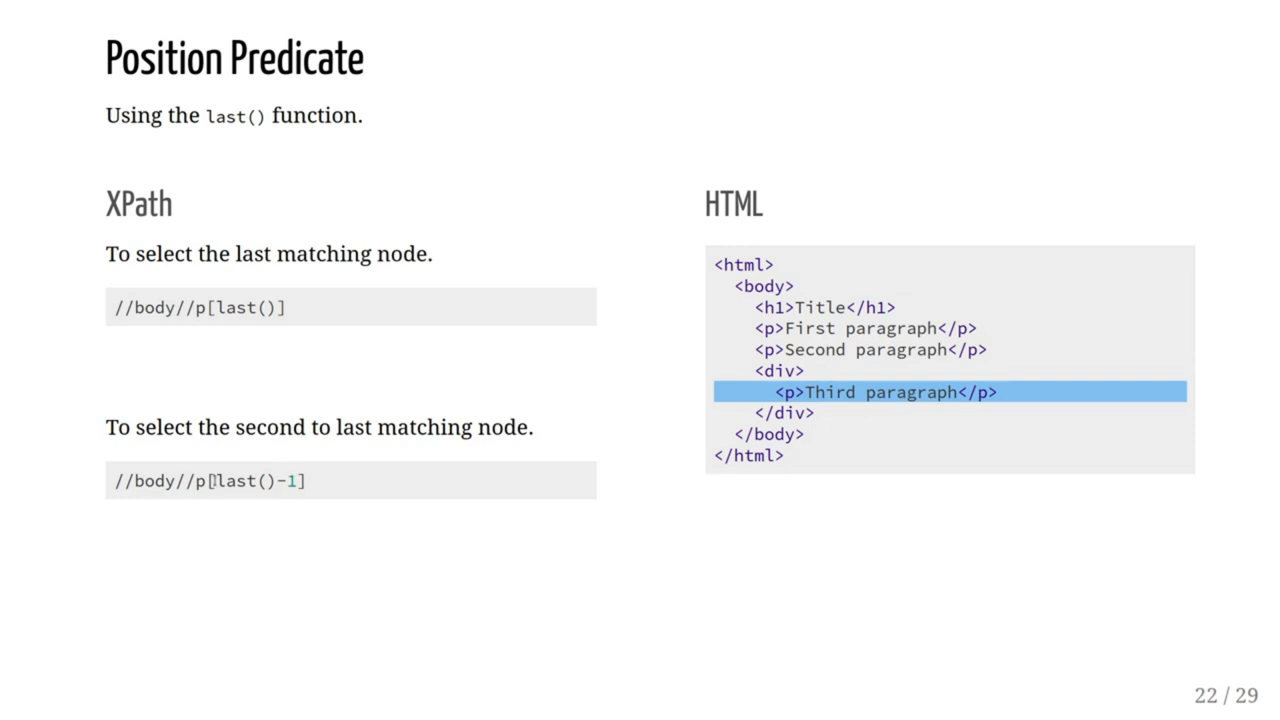 Position Predicate
Using the last() function.
XPath
To select the last matching node.
//body//p[last()]
To select the second to last matching node.
//body//p[last()-1]
HTML
<html>
  <body>
    <h1>Title</h1>
    <p>First paragraph</p>
    <p>Second paragraph</p>
    <div>
      <p>Third paragraph</p>
    </div>
  </body>
</html>
22 / 29